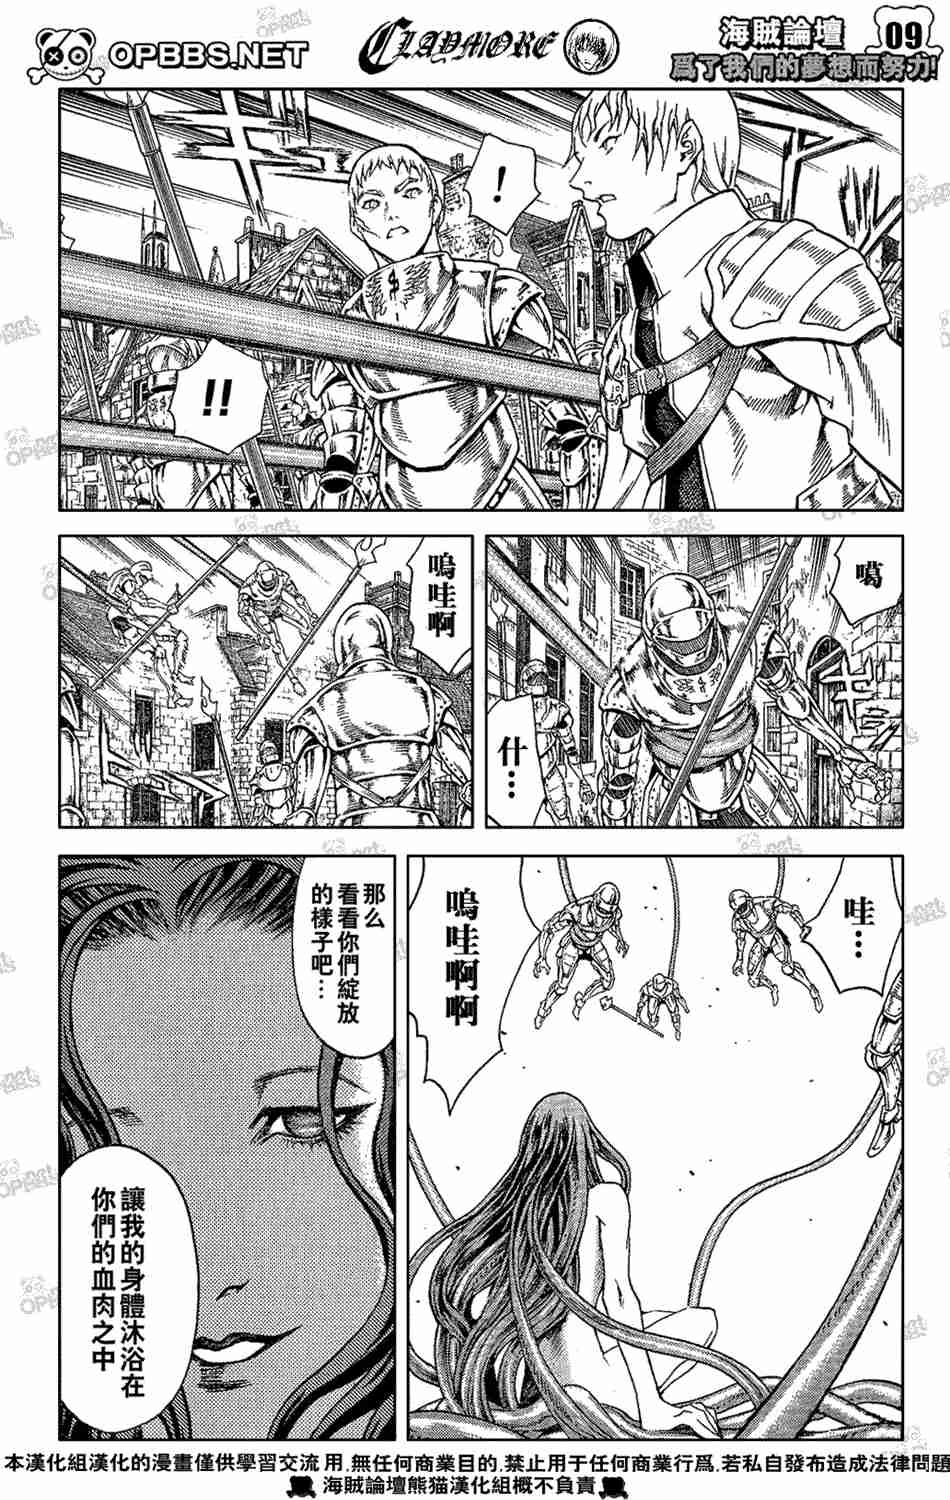 OPBBS.NET
CLAYMORE
海賊論壇
爲了我們的夢想而努力!
09
!
!!
噶
什…
嗚哇啊
哇…
嗚哇啊啊
那么
看看你們綻放
的樣子吧…
讓我的身體沐浴在
你們的血肉之中
本漢化組漢化的漫畫僅供學習交流用.無任何商業目的.禁止用于任何商業行爲.若私自發布造成法律問題
海賊論壇熊猫漢化組概不負責